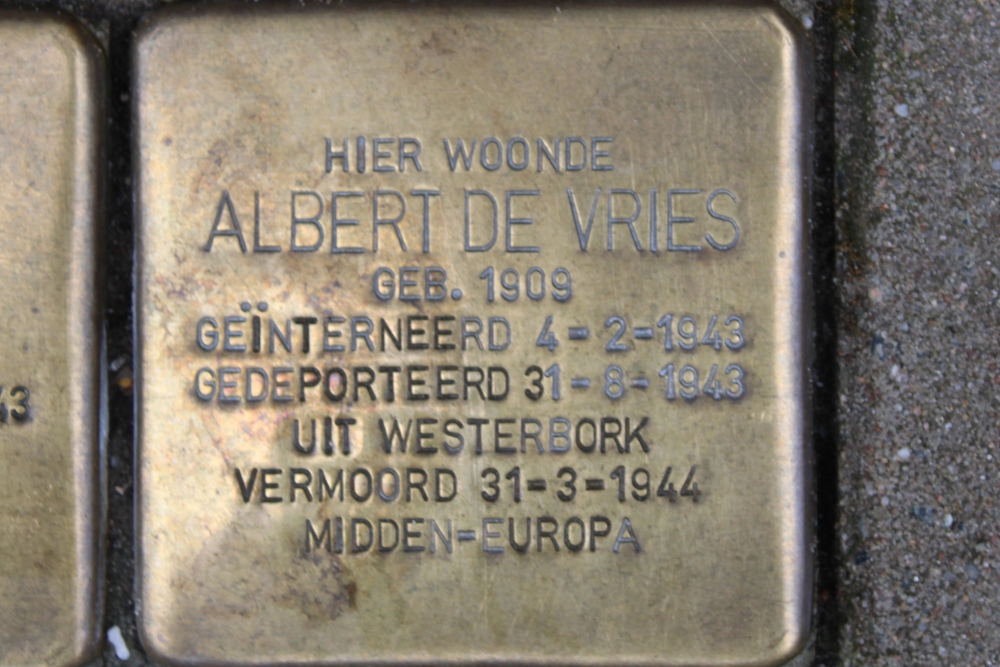 HIER WOONDE
ALBERT DE VRIES
GEB. 1909
GEÏNTERNEERD 4-2-1943
GEDEPORTEERD 31-8-1943
UIT WESTERBORK
VERMOORD 31-3-1944
MIDDEN-EUROPA
43